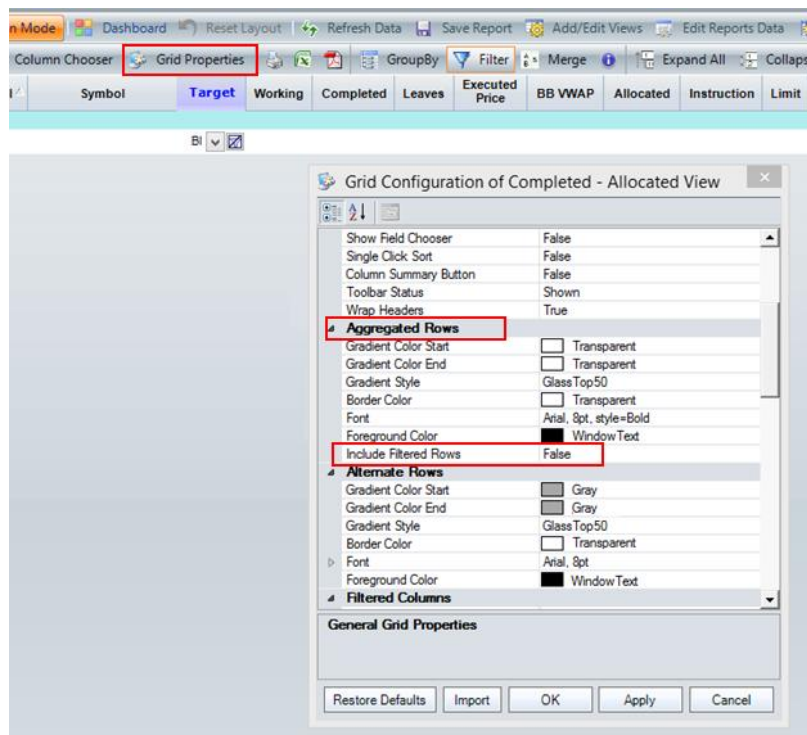 n Mode Dashboard Reset Layout Refresh Data Save Report Add/Edit Views Edit Reports Data
Column Chooser Grid Properties GroupBy Filter Merge Expand All Collaps
Symbol Target Working Completed Leaves Executed Price BB VWAP Allocated Instruction Limit
BI
Grid Configuration of Completed - Allocated View
Show Field Chooser False
Single Click Sort False
Column Summary Button False
Toolbar Status Shown
Wrap Headers True
Aggregated Rows
Gradient Color Start Transparent
Gradient Color End Transparent
Gradient Style GlassTop50
Border Color Transparent
Font Arial, 8pt, style=Bold
Foreground Color WindowText
Include Filtered Rows False
Alternate Rows
Gradient Color Start Gray
Gradient Color End Gray
Gradient Style GlassTop50
Border Color Transparent
Font Arial, 8pt
Foreground Color WindowText
Filtered Columns
General Grid Properties
Restore Defaults Import OK Apply Cancel